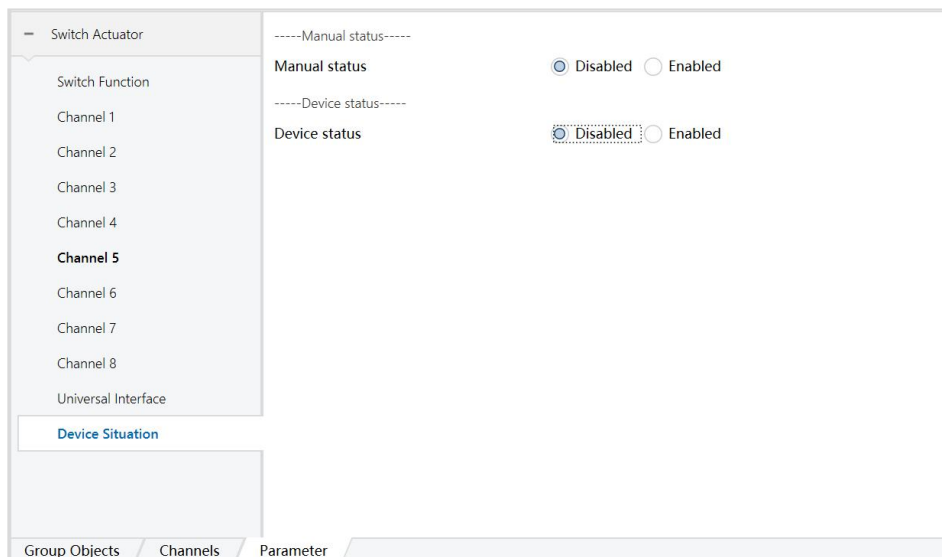 − Switch Actuator
Switch Function
Channel 1
Channel 2
Channel 3
Channel 4
Channel 5
Channel 6
Channel 7
Channel 8
Universal Interface
Device Situation
-----Manual status-----
Manual status Disabled Enabled
-----Device status-----
Device status Disabled Enabled
Group Objects Channels Parameter